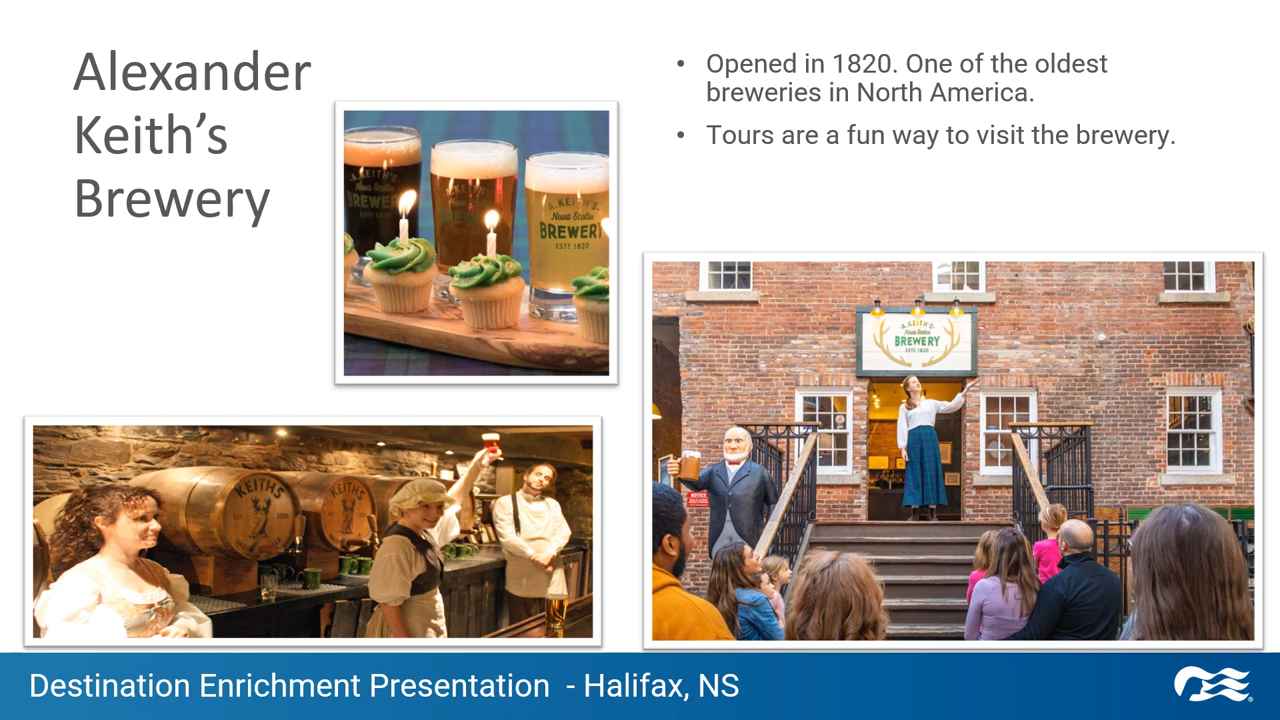 Alexander
Keith’s
Brewery
• Opened in 1820. One of the oldest
breweries in North America.
• Tours are a fun way to visit the brewery.
A.KEITH'S
Nova Scotia
BREWERY
ESTD 1820
A.KEITH'S
Nova Scotia
BREWERY
ESTD 1820
KEITH'S
KEITH'S
NOTICE
Destination Enrichment Presentation - Halifax, NS